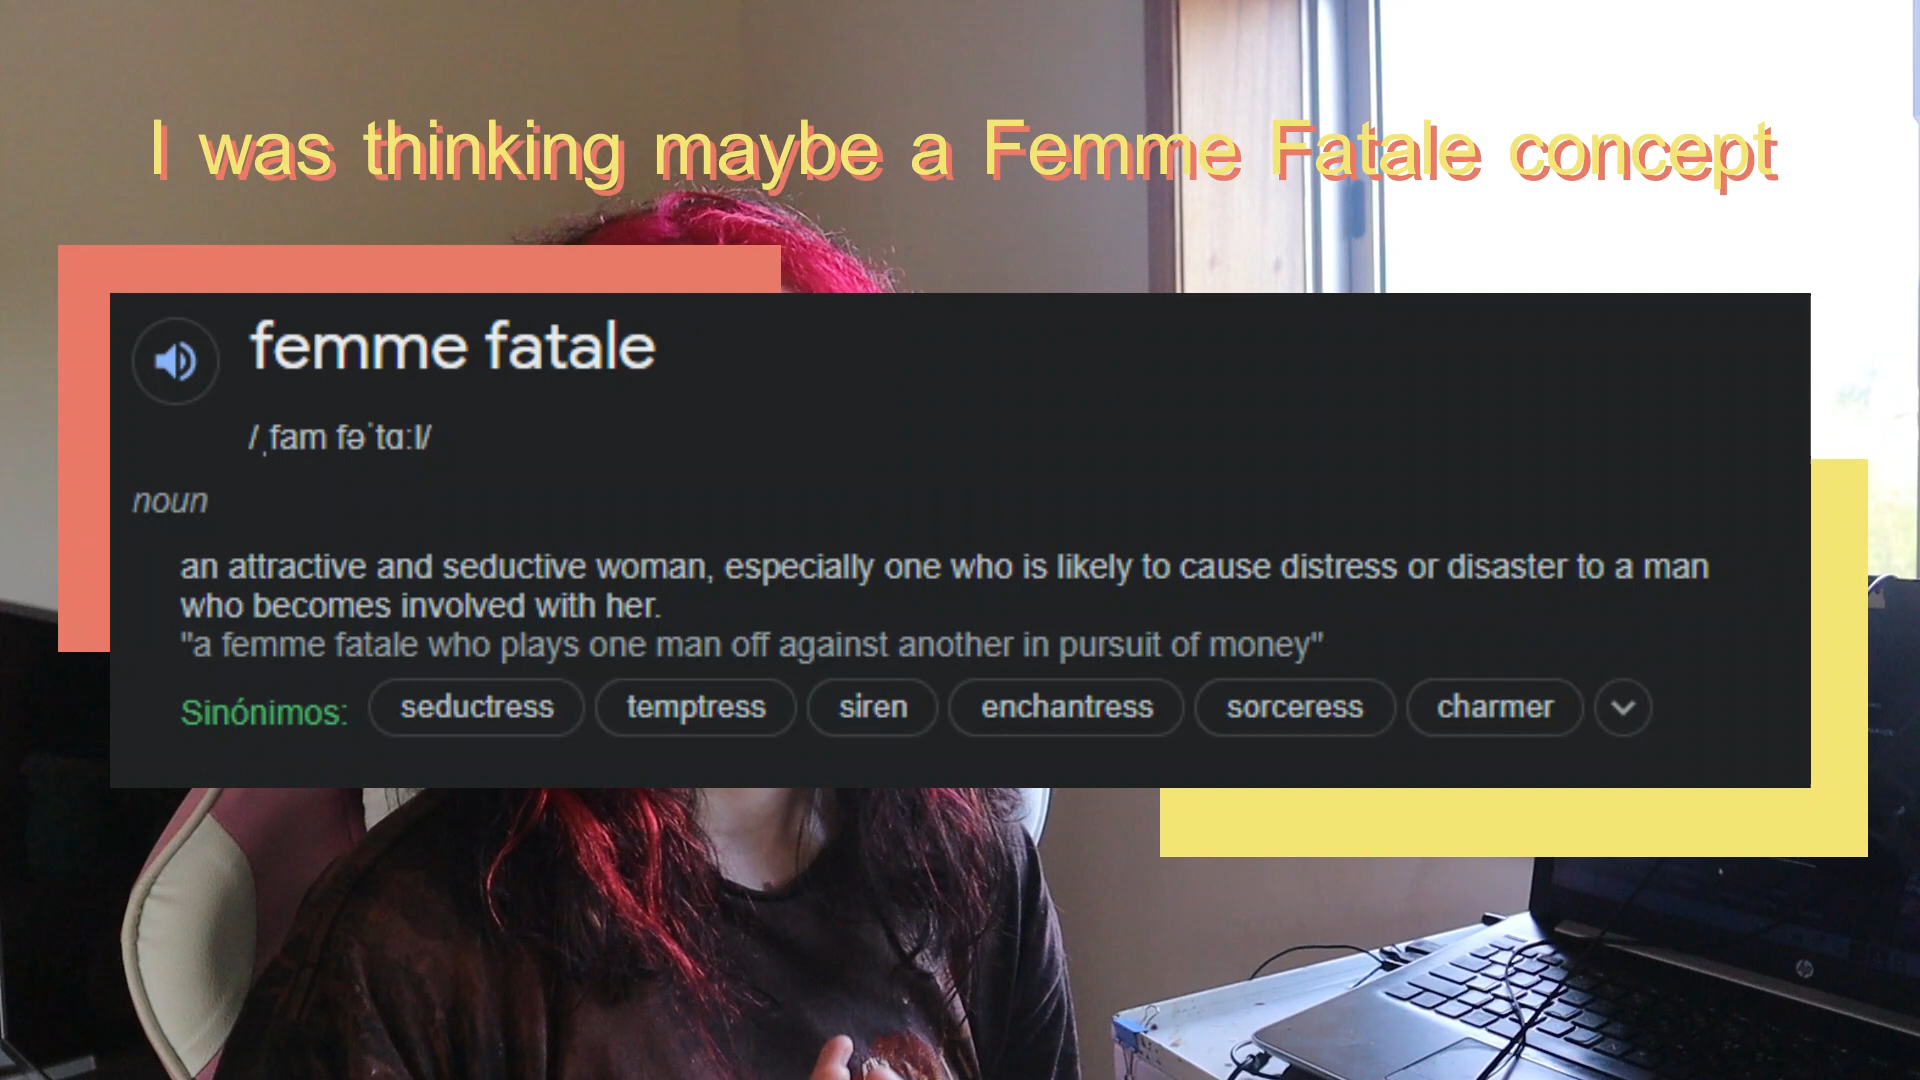 I was thinking maybe a Femme Fatale concept
femme fatale
/ˌfam fəˈtɑːl/
noun
an attractive and seductive woman, especially one who is likely to cause distress or disaster to a man
who becomes involved with her.
"a femme fatale who plays one man off against another in pursuit of money"
Sinónimos: seductress temptress siren enchantress sorceress charmer
hp